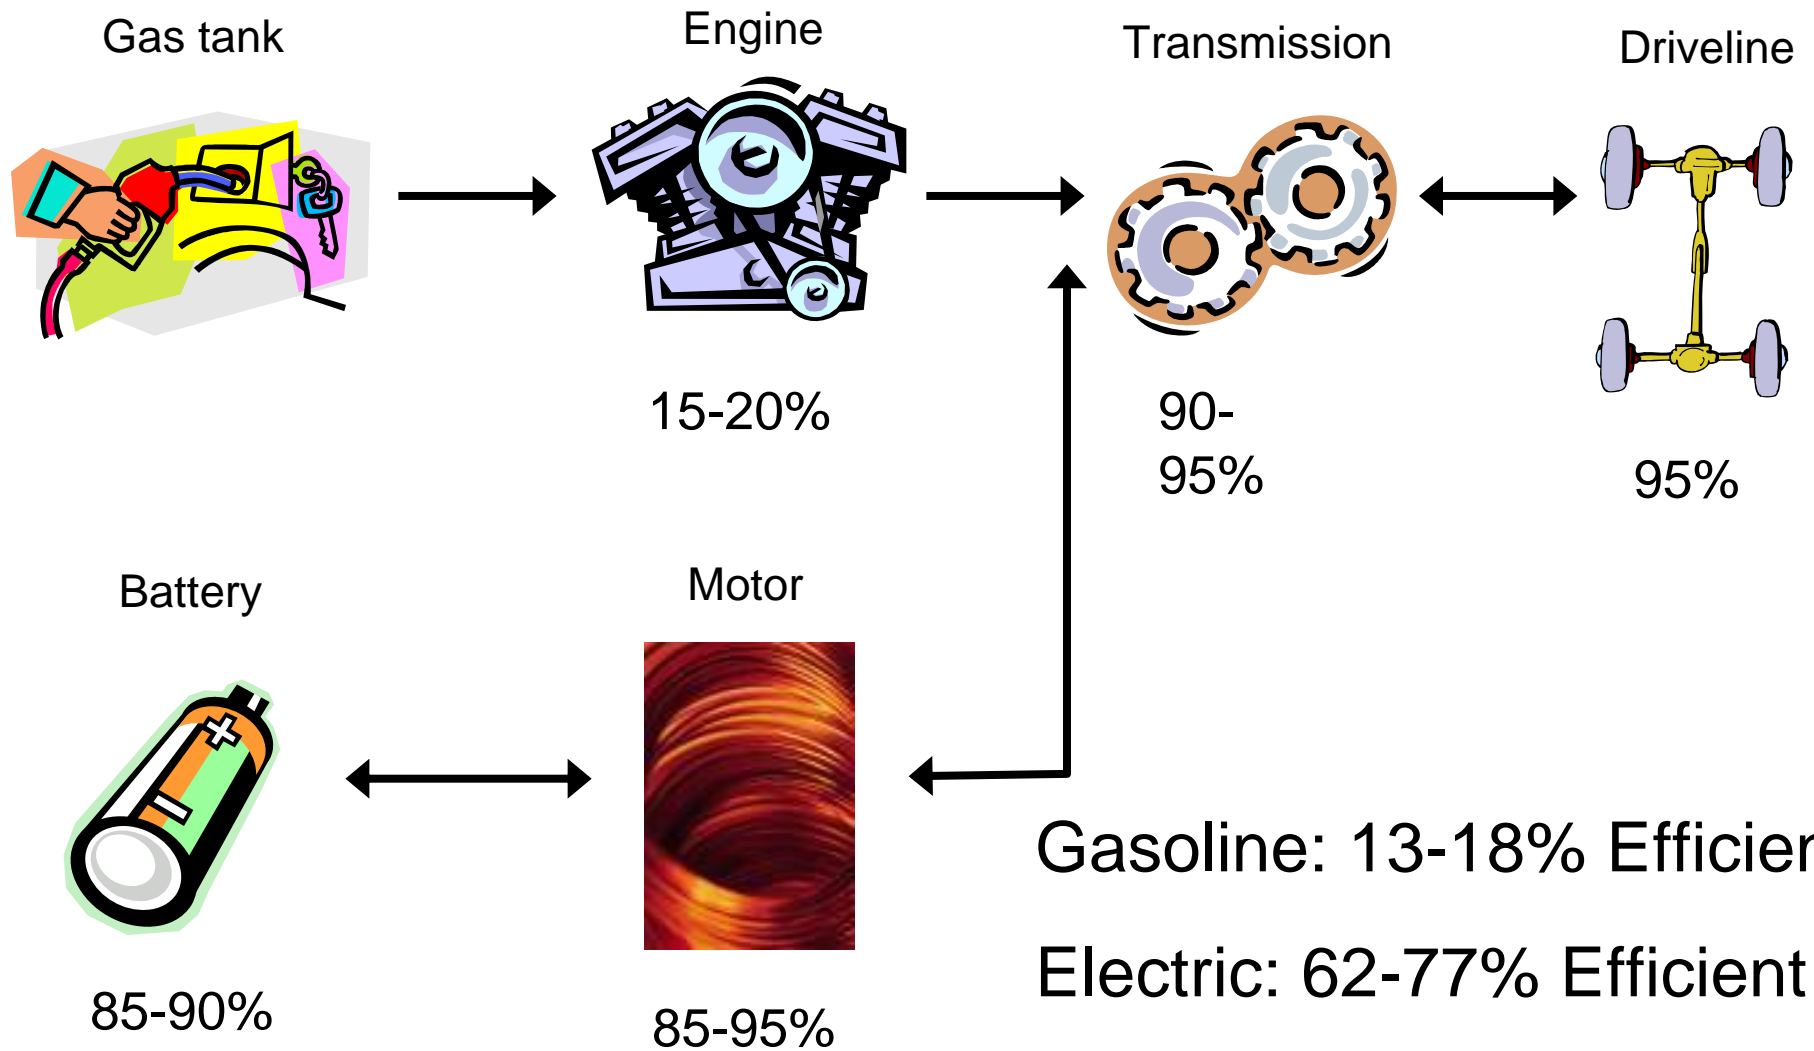 Gas tank
Engine
Transmission
Driveline
15-20%
90-
95%
95%
Battery
Motor
85-90%
85-95%
Gasoline: 13-18% Efficien
Electric: 62-77% Efficient